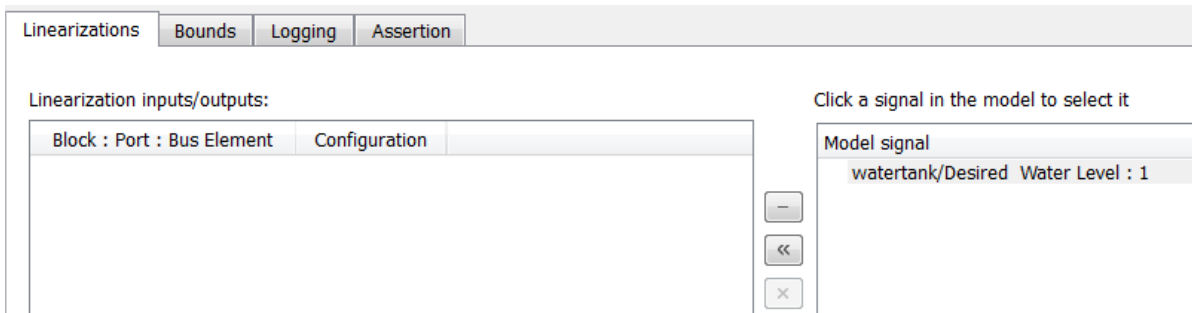 Linearizations Bounds Logging Assertion
Linearization inputs/outputs:
Click a signal in the model to select it
Block : Port : Bus Element Configuration
Model signal
watertank/Desired Water Level : 1
−
«
×